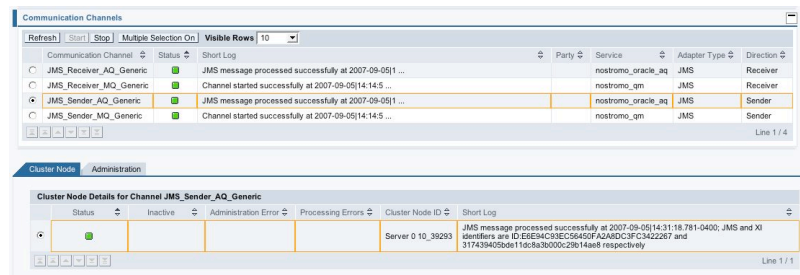 Communication Channels
Refresh Start Stop Multiple Selection On Visible Rows 10
Communication Channel Status Short Log Party Service Adapter Type Direction
JMS_Receiver_AQ_Generic JMS message processed successfully at 2007-09-05|1 ... nostromo_oracle_aq JMS Receiver
JMS_Receiver_MQ_Generic Channel started successfully at 2007-09-05|14:14:5 ... nostromo_qm JMS Receiver
JMS_Sender_AQ_Generic JMS message processed successfully at 2007-09-05|1 ... nostromo_oracle_aq JMS Sender
JMS_Sender_MQ_Generic Channel started successfully at 2007-09-05|14:14:5 ... nostromo_qm JMS Sender
Line 1 / 4
Cluster Node Administration
Cluster Node Details for Channel JMS_Sender_AQ_Generic
Status Inactive Administration Error Processing Errors Cluster Node ID Short Log
Server 0 10_39293 JMS message processed successfully at 2007-09-05|14:31:18.781-0400; JMS and XI
identifiers are ID:E6E94C93EC56450FA2A8DC3FC3422267 and
317439405bde11dc8a3b000c29b14ae8 respectively
Line 1 / 1